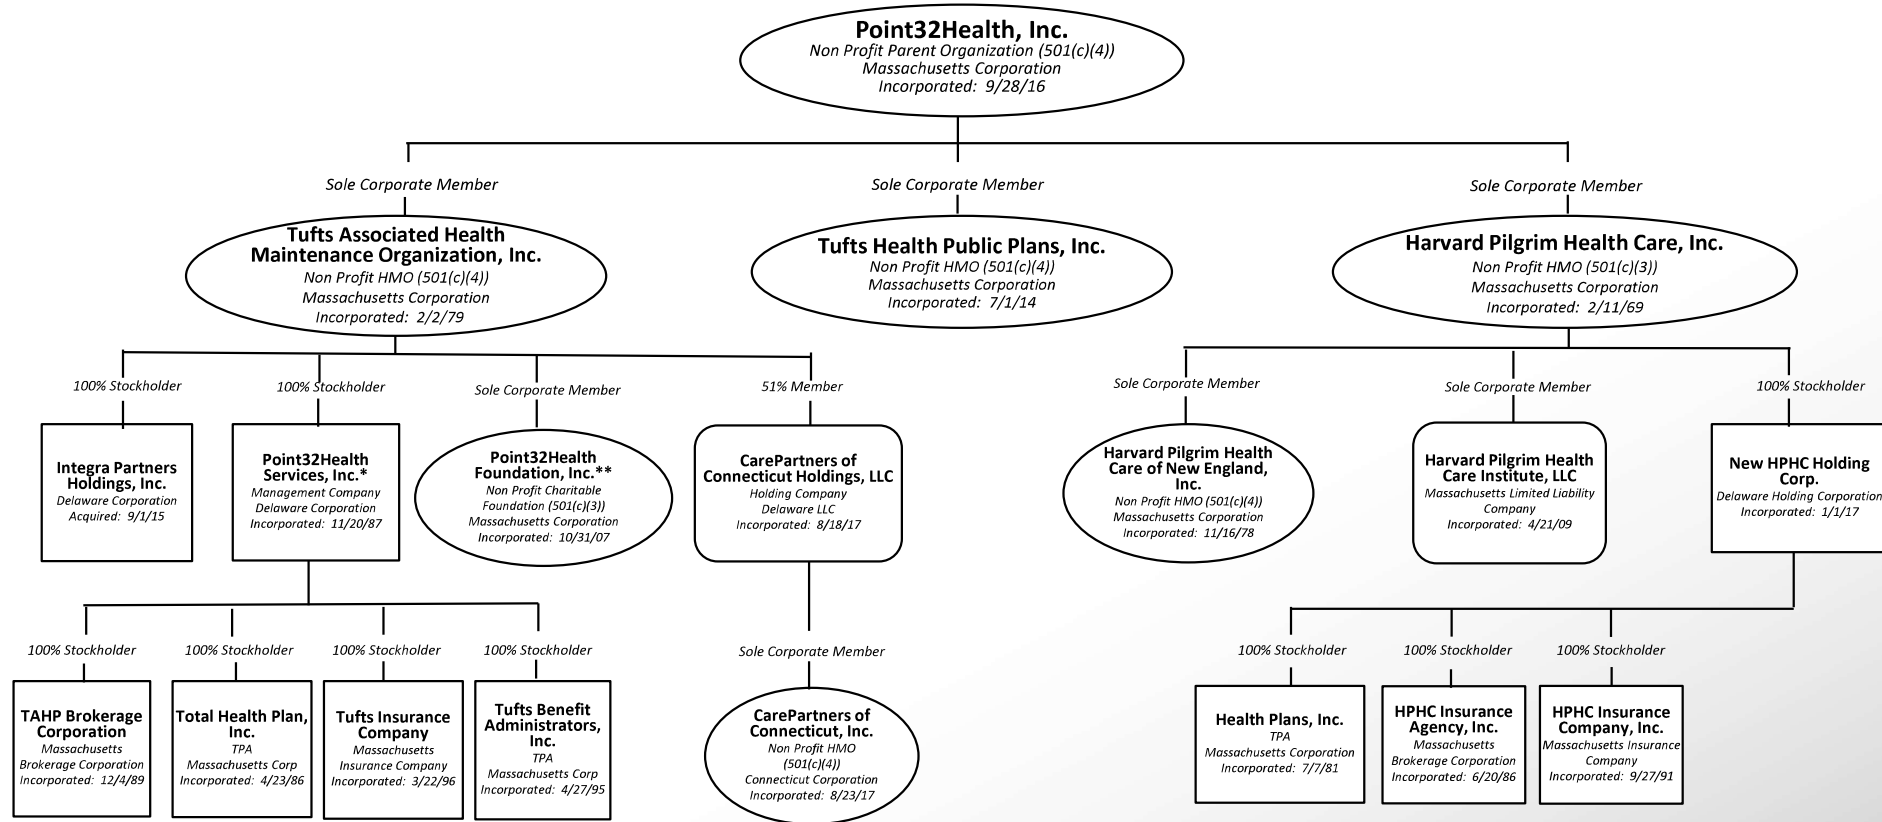 Point32Health, Inc.
Non Profit Parent Organization (501(c)(4))
Massachusetts Corporation
Incorporated: 9/28/16
Sole Corporate Member
Sole Corporate Member
Sole Corporate Member
Tufts Associated Health
Maintenance Organization, Inc.
Non Profit HMO (501(c)(4))
Massachusetts Corporation
Incorporated: 2/2/79
Tufts Health Public Plans, Inc.
Non Profit HMO (501(c)(4))
Massachusetts Corporation
Incorporated: 7/1/14
Harvard Pilgrim Health Care, Inc.
Non Profit HMO (501(c)(3))
Massachusetts Corporation
Incorporated: 2/11/69
100% Stockholder
100% Stockholder
Sole Corporate Member
51% Member
Sole Corporate Member
Sole Corporate Member
100% Stockholder
Integra Partners
Holdings, Inc.
Delaware Corporation
Acquired: 9/1/15
Point32Health
Services, Inc.*
Management Company
Delaware Corporation
Incorporated: 11/20/87
Point32Health
Foundation, Inc.**
Non Profit Charitable
Foundation (501(c)(3))
Massachusetts Corporation
Incorporated: 10/31/07
CarePartners of
Connecticut Holdings, LLC
Holding Company
Delaware LLC
Incorporated: 8/18/17
Harvard Pilgrim Health
Care of New England,
Inc.
Non Profit HMO (501(c)(4))
Massachusetts Corporation
Incorporated: 11/16/78
Harvard Pilgrim Health
Care Institute, LLC
Massachusetts Limited Liability
Company
Incorporated: 4/21/09
New HPHC Holding
Corp.
Delaware Holding Corporation
Incorporated: 1/1/17
100% Stockholder
100% Stockholder
100% Stockholder
100% Stockholder
Sole Corporate Member
100% Stockholder
100% Stockholder
100% Stockholder
TAHP Brokerage
Corporation
Massachusetts
Brokerage Corporation
Incorporated: 12/4/89
Total Health Plan,
Inc.
TPA
Massachusetts Corp
Incorporated: 4/23/86
Tufts Insurance
Company
Massachusetts
Insurance Company
Incorporated: 3/22/96
Tufts Benefit
Administrators,
Inc.
TPA
Massachusetts Corp
Incorporated: 4/27/95
CarePartners of
Connecticut, Inc.
Non Profit HMO
(501(c)(4))
Connecticut Corporation
Incorporated: 8/23/17
Health Plans, Inc.
TPA
Massachusetts Corporation
Incorporated: 7/7/81
HPHC Insurance
Agency, Inc.
Massachusetts
Brokerage Corporation
Incorporated: 6/20/86
HPHC Insurance
Company, Inc.
Massachusetts Insurance
Company
Incorporated: 9/27/91